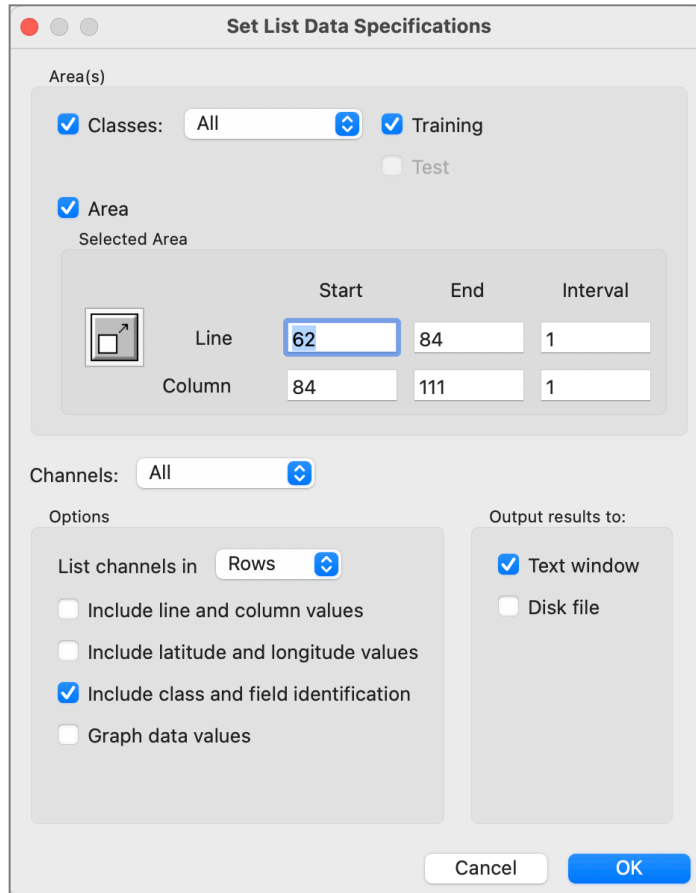 Set List Data Specifications
Area(s)
Classes: All Training
Test
Area
Selected Area
Start End Interval
Line 62 84 1
Column 84 111 1
Channels: All
Options
List channels in Rows
Include line and column values
Include latitude and longitude values
Include class and field identification
Graph data values
Output results to:
Text window
Disk file
Cancel OK